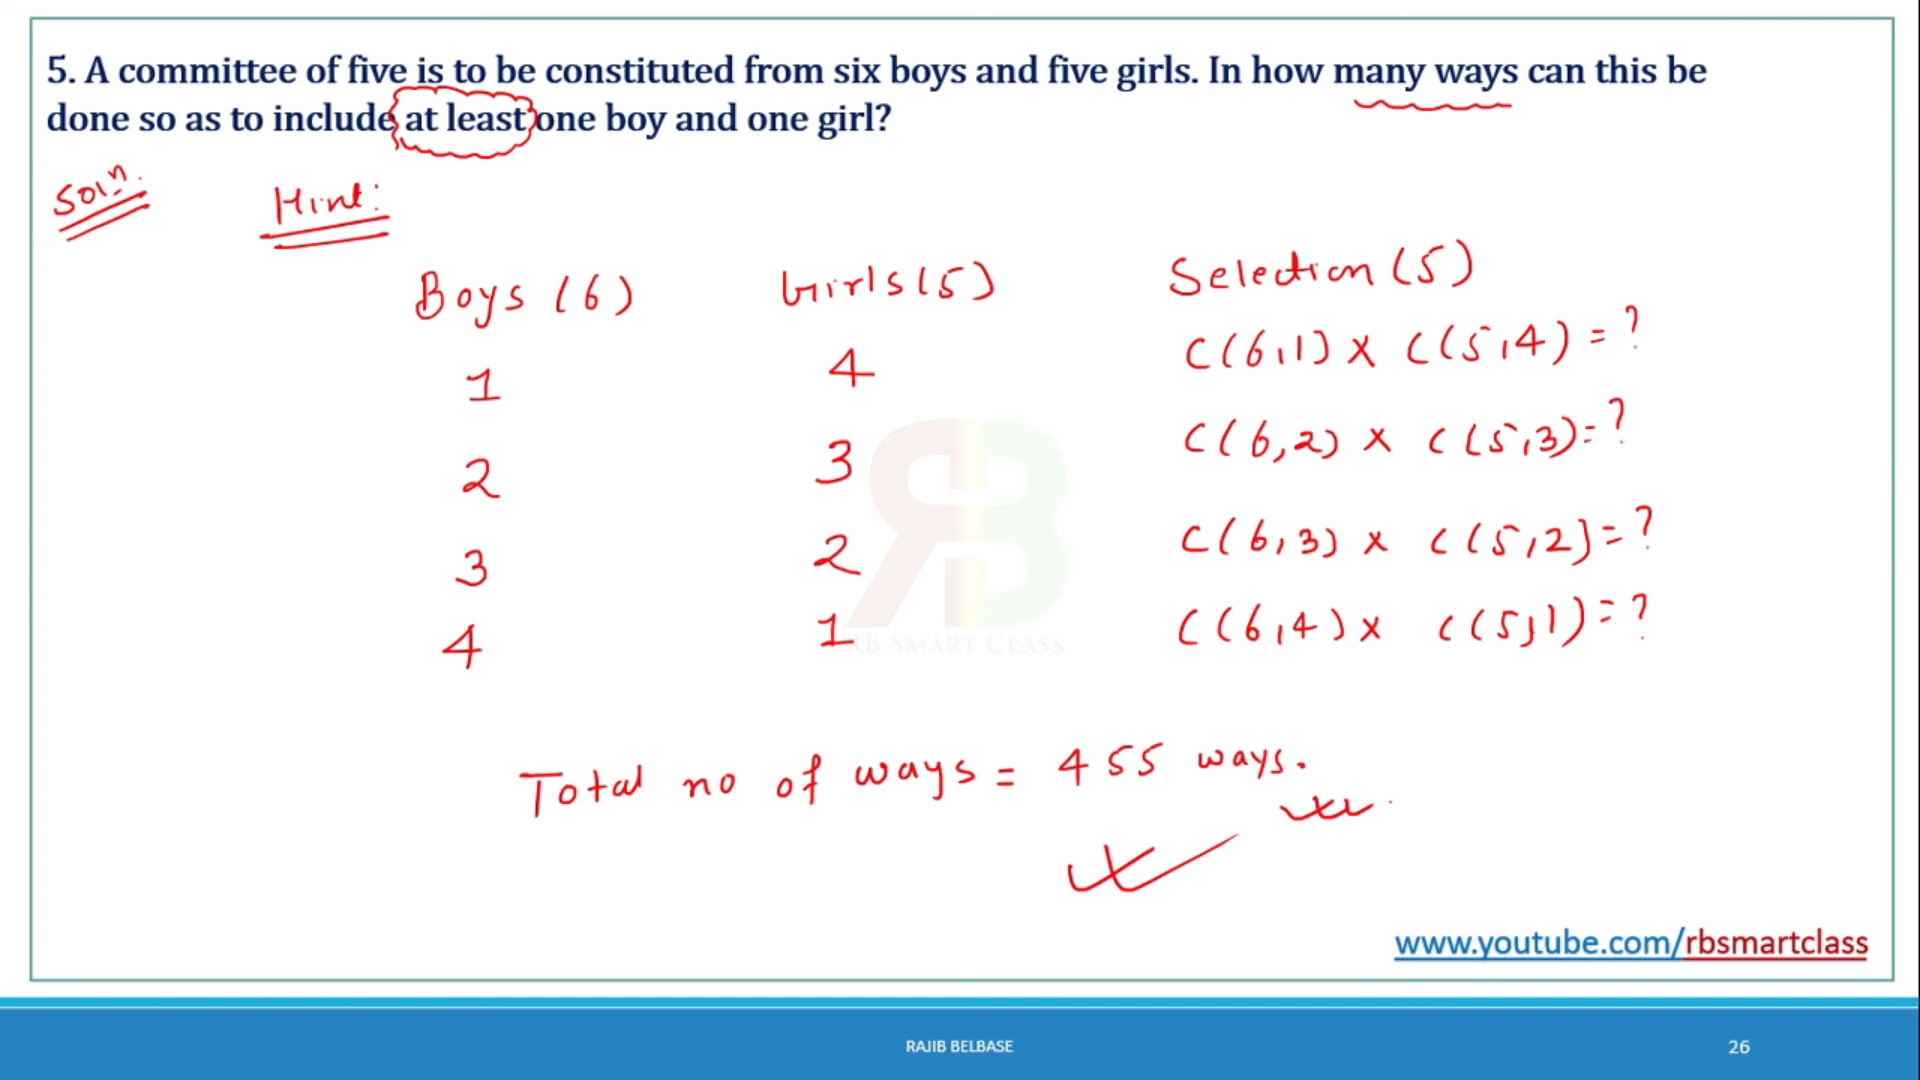 5. A committee of five is to be constituted from six boys and five girls. In how many ways can this be
done so as to include at least one boy and one girl?
Soln.
Hint:
Boys (6) Girls (5) Selection (5)
1 4 C(6,1) × C(5,4) = ?
2 3 C(6,2) × C(5,3) = ?
3 2 C(6,3) × C(5,2) = ?
4 1 C(6,4) × C(5,1) = ?
RB SMART CLASS
Total no of ways = 455 ways.
www.youtube.com/rbsmartclass
RAJIB BELBASE
26